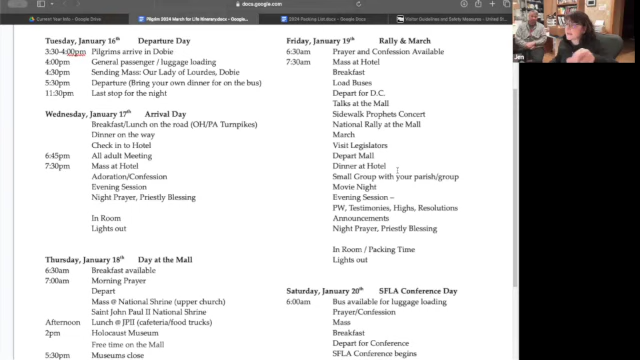 docs.google.com
Current Year Info - Google Drive
Pilgrim 2024 March for Life Itinerary.docx - Google Docs
2024 Packing List.docx - Google Docs
Visitor Guidelines and Safety Measures - United S...
Tuesday, January 16th Departure Day
3:30-4:00pm Pilgrims arrive in Dobie
4:00pm General passenger / luggage loading
4:30pm Sending Mass: Our Lady of Lourdes, Dobie
5:30pm Departure (Bring your own dinner for on the bus)
11:30pm Last stop for the night
Wednesday, January 17th Arrival Day
Breakfast/Lunch on the road (OH/PA Turnpikes)
Dinner on the way
Check in to Hotel
6:45pm All adult Meeting
7:30pm Mass at Hotel
Adoration/Confession
Evening Session
Night Prayer, Priestly Blessing
In Room
Lights out
Thursday, January 18th Day at the Mall
6:30am Breakfast available
7:00am Morning Prayer
Depart
Mass @ National Shrine (upper church)
Saint John Paul II National Shrine
Afternoon Lunch @ JPII (cafeteria/food trucks)
2pm Holocaust Museum
Free time on the Mall
5:30pm Museums close
Friday, January 19th Rally & March
6:30am Prayer and Confession Available
7:30am Mass at Hotel
Breakfast
Load Buses
Depart for D.C.
Talks at the Mall
Sidewalk Prophets Concert
National Rally at the Mall
March
Visit Legislators
Depart Mall
Dinner at Hotel
Small Group with your parish/group
Movie Night
Evening Session –
PW, Testimonies, Highs, Resolutions
Announcements
Night Prayer, Priestly Blessing
In Room / Packing Time
Lights out
Saturday, January 20th SFLA Conference Day
6:00am Bus available for luggage loading
Prayer/Confession
Mass
Breakfast
Depart for Conference
SFLA Conference begins
Jen